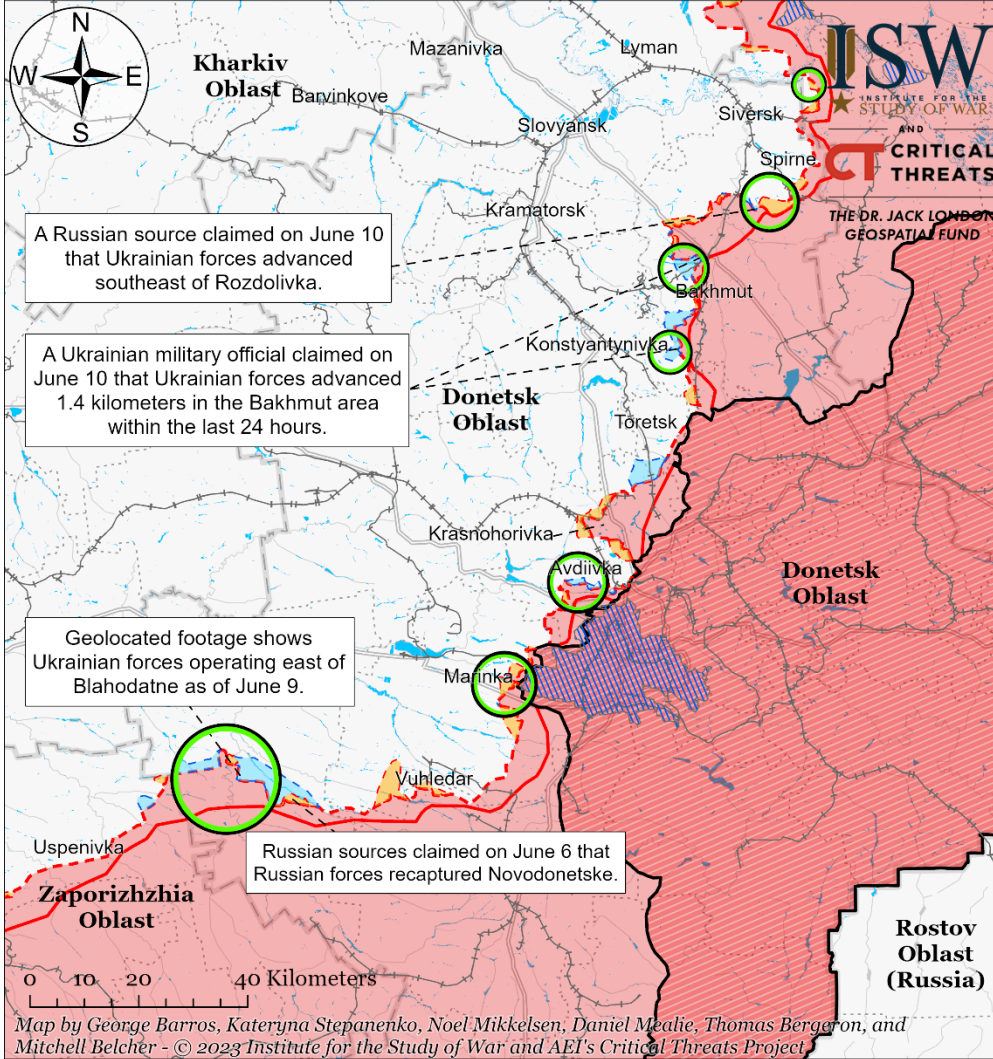 N
W
E
S
Kharkiv
Oblast
Mazanivka
Lyman
Barvinkove
Slovyansk
Siversk
Spirne
Kramatorsk
ISW
INSTITUTE FOR THE
STUDY OF WAR
AND
CT CRITICAL
THREATS
THE DR. JACK LONDON
GEOSPATIAL FUND
A Russian source claimed on June 10
that Ukrainian forces advanced
southeast of Rozdolivka.
Bakhmut
A Ukrainian military official claimed on
June 10 that Ukrainian forces advanced
1.4 kilometers in the Bakhmut area
within the last 24 hours.
Konstyantynivka
Donetsk
Oblast
Toretsk
Krasnohorivka
Avdiivka
Donetsk
Oblast
Geolocated footage shows
Ukrainian forces operating east of
Blahodatne as of June 9.
Marinka
Vuhledar
Uspenivka
Russian sources claimed on June 6 that
Russian forces recaptured Novodonetske.
Zaporizhzhia
Oblast
Rostov
Oblast
(Russia)
0 10 20 40 Kilometers
Map by George Barros, Kateryna Stepanenko, Noel Mikkelsen, Daniel Mealie, Thomas Bergeron, and
Mitchell Belcher - © 2023 Institute for the Study of War and AEI's Critical Threats Project